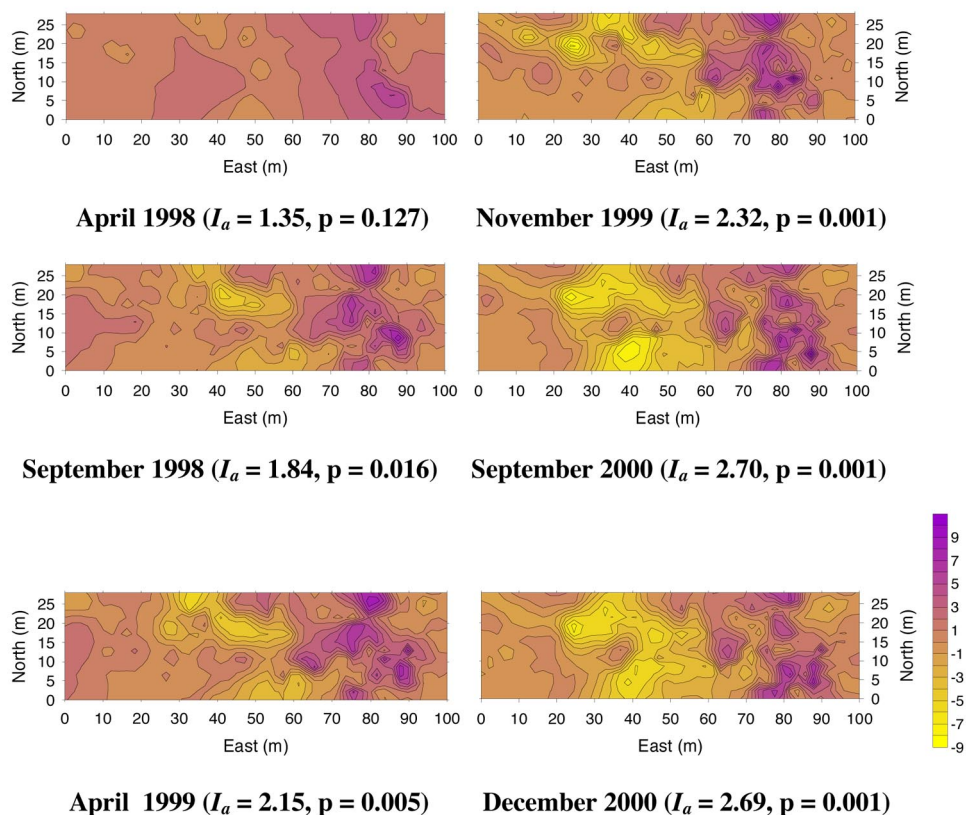 25
20
15
10
5
0
North (m)
0 10 20 30 40 50 60 70 80 90 100
East (m)
April 1998 (Iₐ = 1.35, p = 0.127)
25
20
15
10
5
0
North (m)
0 10 20 30 40 50 60 70 80 90 100
East (m)
November 1999 (Iₐ = 2.32, p = 0.001)
25
20
15
10
5
0
North (m)
0 10 20 30 40 50 60 70 80 90 100
East (m)
September 1998 (Iₐ = 1.84, p = 0.016)
25
20
15
10
5
0
North (m)
0 10 20 30 40 50 60 70 80 90 100
East (m)
September 2000 (Iₐ = 2.70, p = 0.001)
25
20
15
10
5
0
North (m)
0 10 20 30 40 50 60 70 80 90 100
East (m)
April 1999 (Iₐ = 2.15, p = 0.005)
25
20
15
10
5
0
North (m)
0 10 20 30 40 50 60 70 80 90 100
East (m)
December 2000 (Iₐ = 2.69, p = 0.001)
9
7
5
3
1
-1
-3
-5
-7
-9